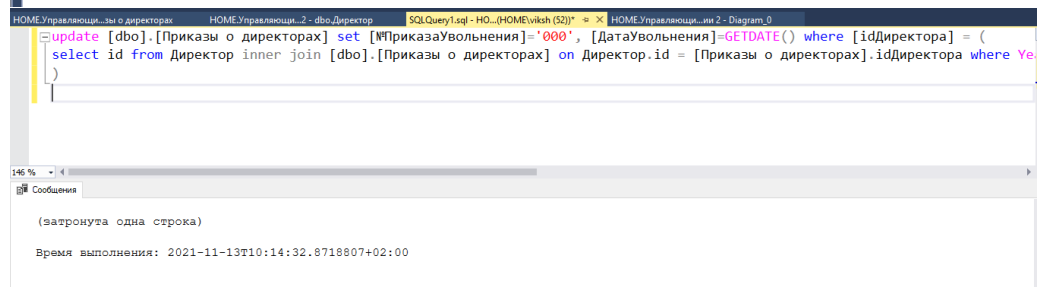 HOME.Управляющи...зы о директорах HOME.Управляющи...2 - dbo.Директор SQLQuery1.sql - HO...(HOME\viksh (52))* HOME.Управляющи...ии 2 - Diagram_0
update [dbo].[Приказы о директорах] set [№ПриказаУвольнения]='000', [ДатаУвольнения]=GETDATE() where [idДиректора] = (
select id from Директор inner join [dbo].[Приказы о директорах] on Директор.id = [Приказы о директорах].idДиректора where Ye
)
146 %
Сообщения
(затронута одна строка)
Время выполнения: 2021-11-13T10:14:32.8718807+02:00